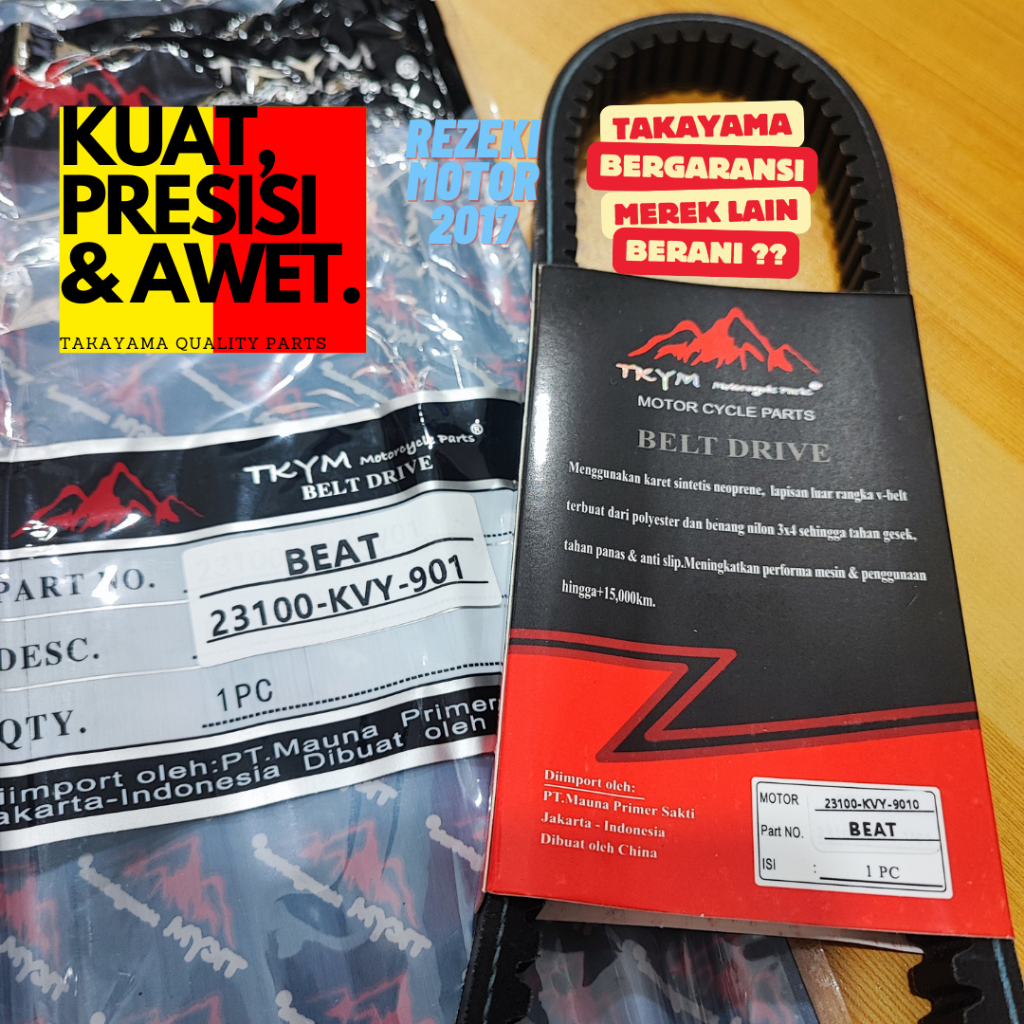 TKYM
KUAT,
PRESISI
& AWET.
TAKAYAMA QUALITY PARTS
REZEKI
MOTOR
2017
TAKAYAMA
BERGARANSI
MEREK LAIN
BERANI ??
TKYM Motorcycle Parts®
BELT DRIVE
PART NO.
BEAT
23100-KVY-901
DESC.
QTY.
1PC
Diimport oleh:PT.Mauna Primer
Jakarta-Indonesia Dibuat oleh
TKYM Motorcycle Parts®
MOTOR CYCLE PARTS
BELT DRIVE
Menggunakan karet sintetis neoprene, lapisan luar rangka v-belt
terbuat dari polyester dan benang nilon 3x4 sehingga tahan gesek,
tahan panas & anti slip.Meningkatkan performa mesin & penggunaan
hingga+15,000km.
Diimport oleh:
PT.Mauna Primer Sakti
Jakarta - Indonesia
Dibuat oleh China
MOTOR 23100-KVY-9010
Part NO. BEAT
ISI : 1 PC